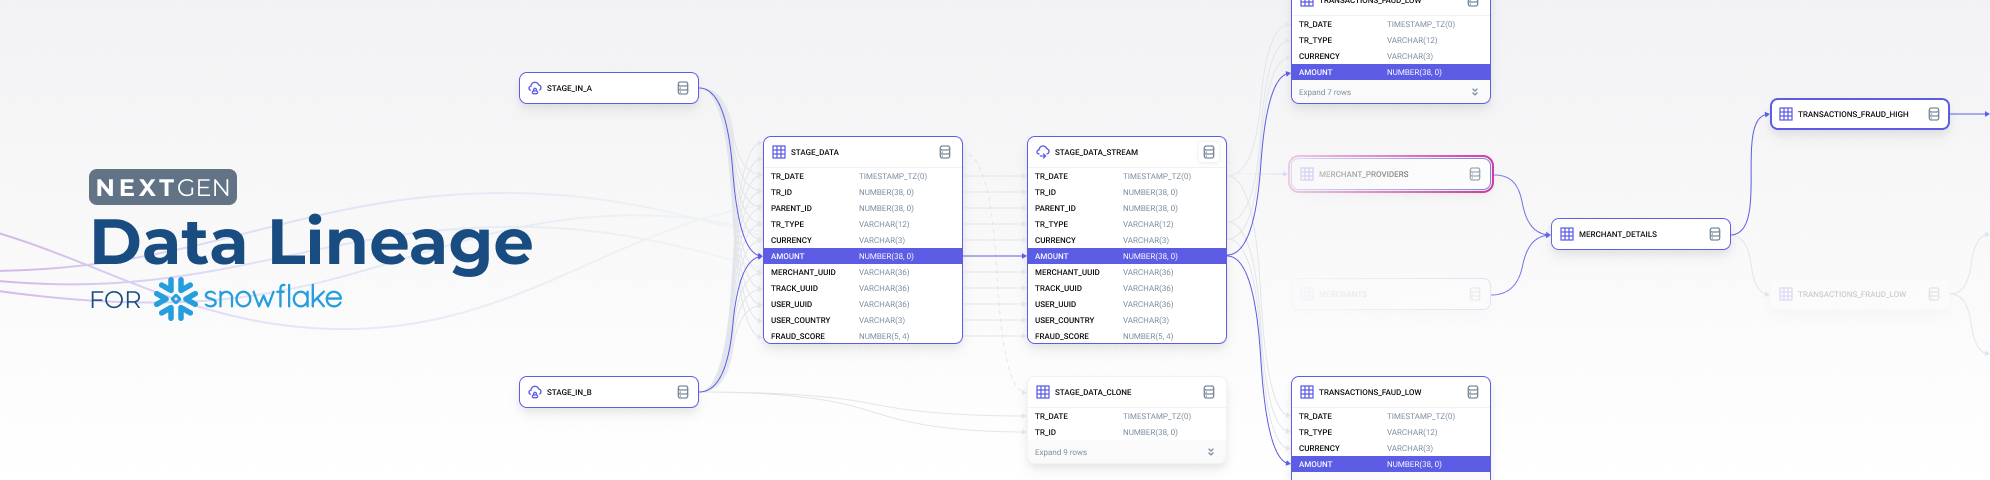 NEXTGEN
Data Lineage
FOR snowflake
STAGE_IN_A
STAGE_IN_B
STAGE_DATA
TR_DATE TIMESTAMP_TZ(0)
TR_ID NUMBER(38, 0)
PARENT_ID NUMBER(38, 0)
TR_TYPE VARCHAR(12)
CURRENCY VARCHAR(3)
AMOUNT NUMBER(38, 0)
MERCHANT_UUID VARCHAR(36)
TRACK_UUID VARCHAR(36)
USER_UUID VARCHAR(36)
USER_COUNTRY VARCHAR(3)
FRAUD_SCORE NUMBER(5, 4)
STAGE_DATA_STREAM
TR_DATE TIMESTAMP_TZ(0)
TR_ID NUMBER(38, 0)
PARENT_ID NUMBER(38, 0)
TR_TYPE VARCHAR(12)
CURRENCY VARCHAR(3)
AMOUNT NUMBER(38, 0)
MERCHANT_UUID VARCHAR(36)
TRACK_UUID VARCHAR(36)
USER_UUID VARCHAR(36)
USER_COUNTRY VARCHAR(3)
FRAUD_SCORE NUMBER(5, 4)
STAGE_DATA_CLONE
TR_DATE TIMESTAMP_TZ(0)
TR_ID NUMBER(38, 0)
Expand 9 rows
TRANSACTIONS_FAUD_LOW
TR_DATE TIMESTAMP_TZ(0)
TR_TYPE VARCHAR(12)
CURRENCY VARCHAR(3)
AMOUNT NUMBER(38, 0)
Expand 7 rows
MERCHANT_PROVIDERS
MERCHANTS
TRANSACTIONS_FAUD_LOW
TR_DATE TIMESTAMP_TZ(0)
TR_TYPE VARCHAR(12)
CURRENCY VARCHAR(3)
AMOUNT NUMBER(38, 0)
MERCHANT_DETAILS
TRANSACTIONS_FRAUD_HIGH
TRANSACTIONS_FRAUD_LOW